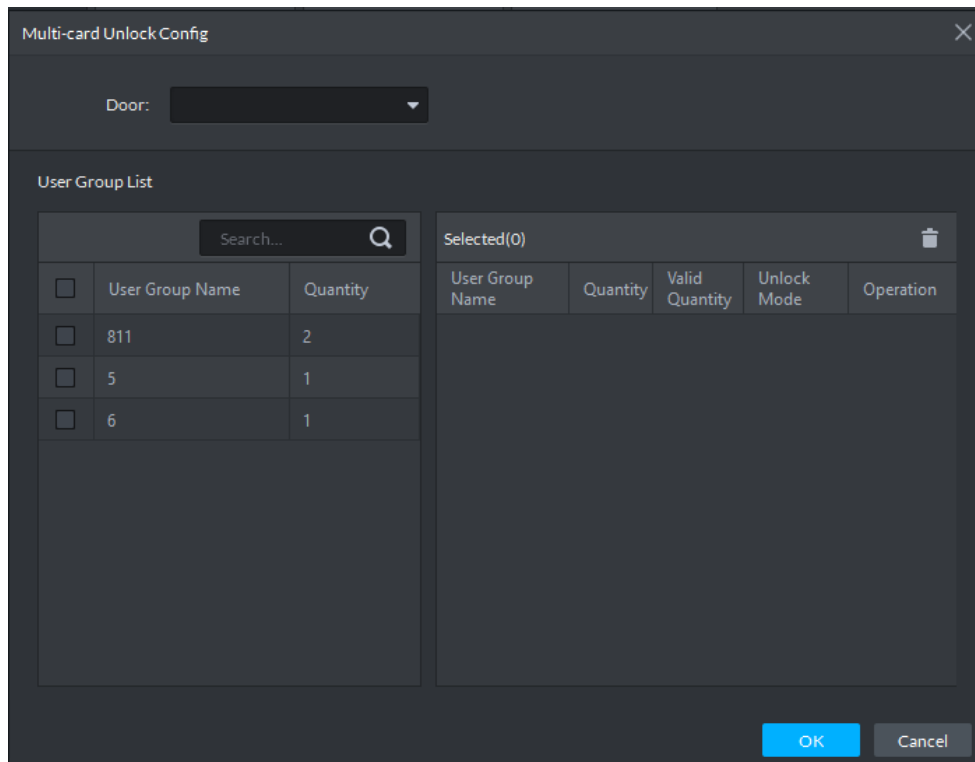 Multi-card Unlock Config
Door:
User Group List
Search...
Selected(0)
User Group Name Quantity
User Group Name Quantity Valid Quantity Unlock Mode Operation
811 2
5 1
6 1
OK Cancel